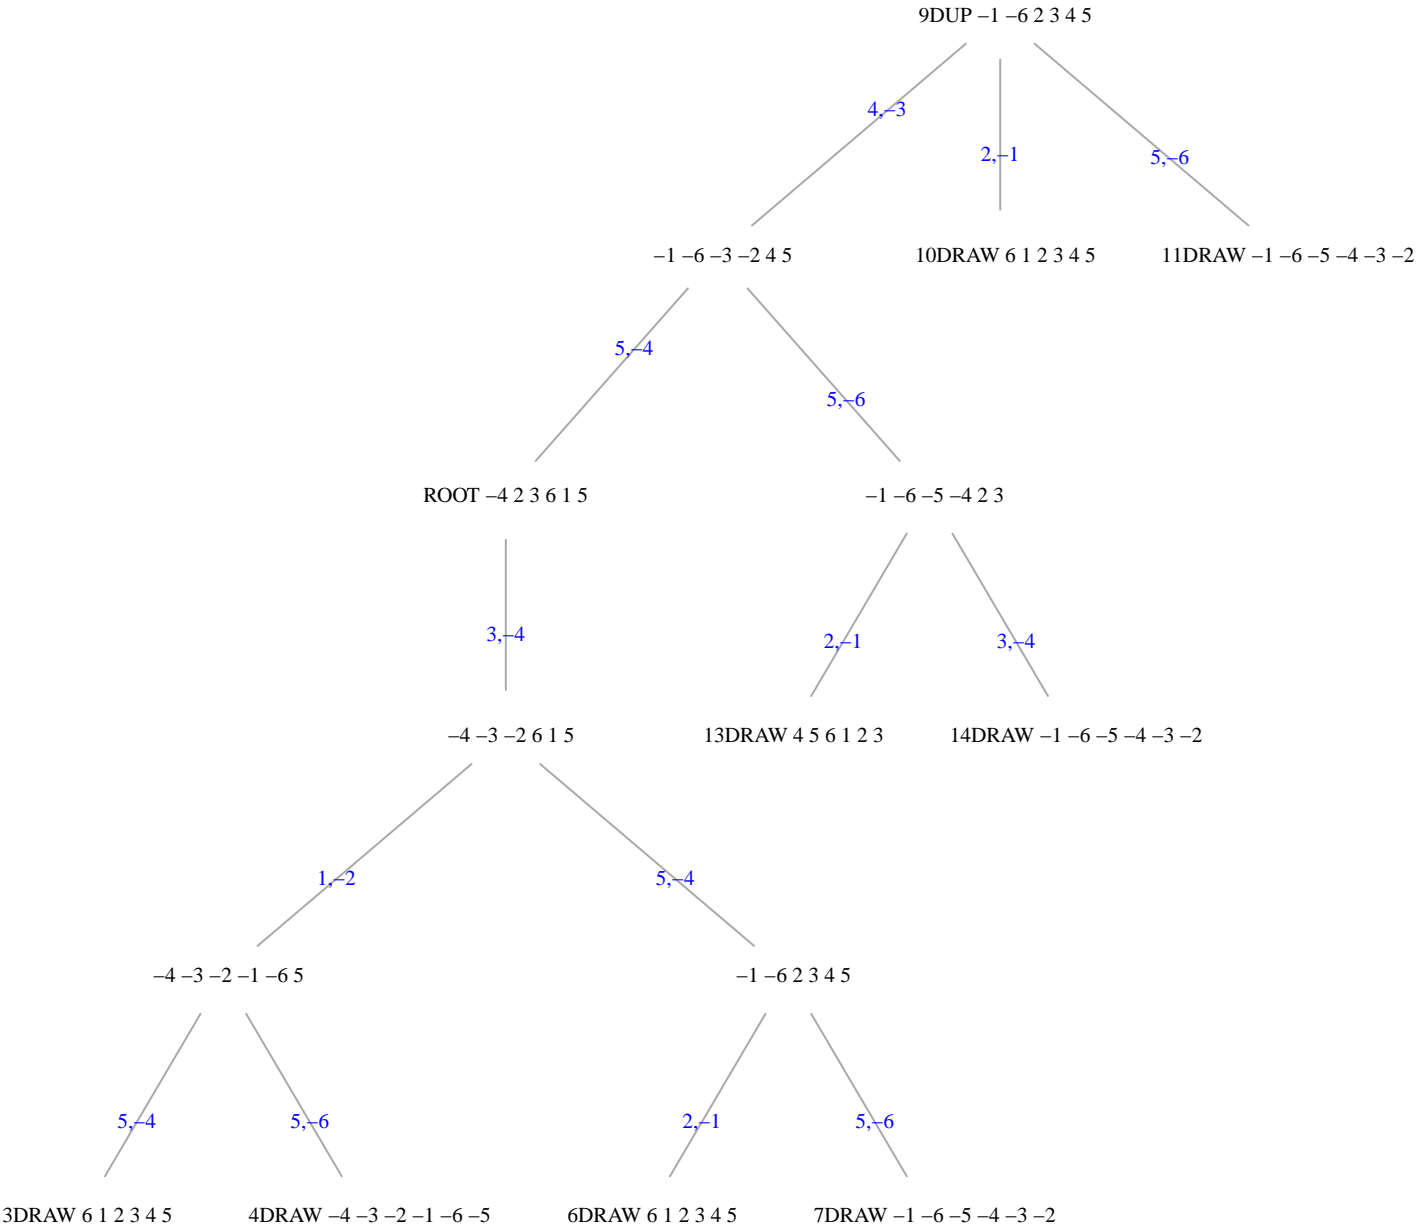 9DUP −1 −6 2 3 4 5
4,−3
2,−1
5,−6
−1 −6 −3 −2 4 5
10DRAW 6 1 2 3 4 5
11DRAW −1 −6 −5 −4 −3 −2
5,−4
5,−6
ROOT −4 2 3 6 1 5
−1 −6 −5 −4 2 3
3,−4
2,−1
3,−4
−4 −3 −2 6 1 5
13DRAW 4 5 6 1 2 3
14DRAW −1 −6 −5 −4 −3 −2
1,−2
5,−4
−4 −3 −2 −1 −6 5
−1 −6 2 3 4 5
5,−4
5,−6
2,−1
5,−6
3DRAW 6 1 2 3 4 5
4DRAW −4 −3 −2 −1 −6 −5
6DRAW 6 1 2 3 4 5
7DRAW −1 −6 −5 −4 −3 −2